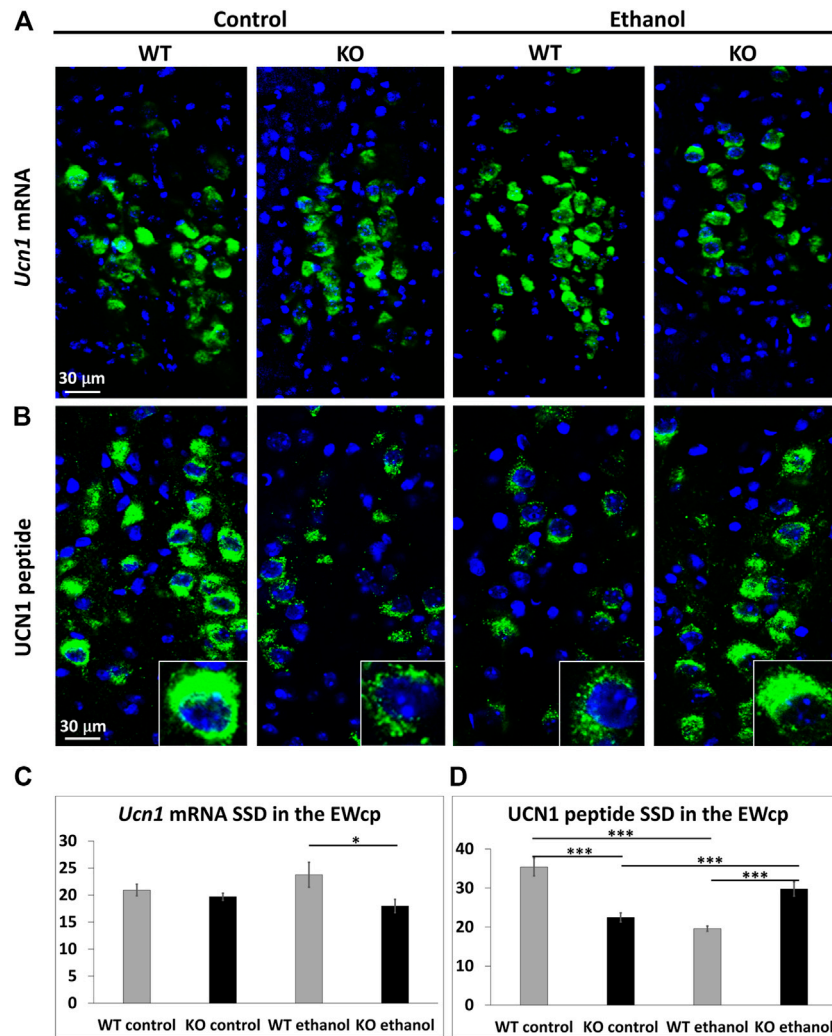 A
Control
Ethanol
WT
KO
WT
KO
Ucn1 mRNA
30 μm
B
UCN1 peptide
30 μm
C
Ucn1 mRNA SSD in the EWcp
30
25
20
15
10
5
0
*
WT control KO control WT ethanol KO ethanol
D
UCN1 peptide SSD in the EWcp
40
30
20
10
0
***
***
***
***
WT control KO control WT ethanol KO ethanol